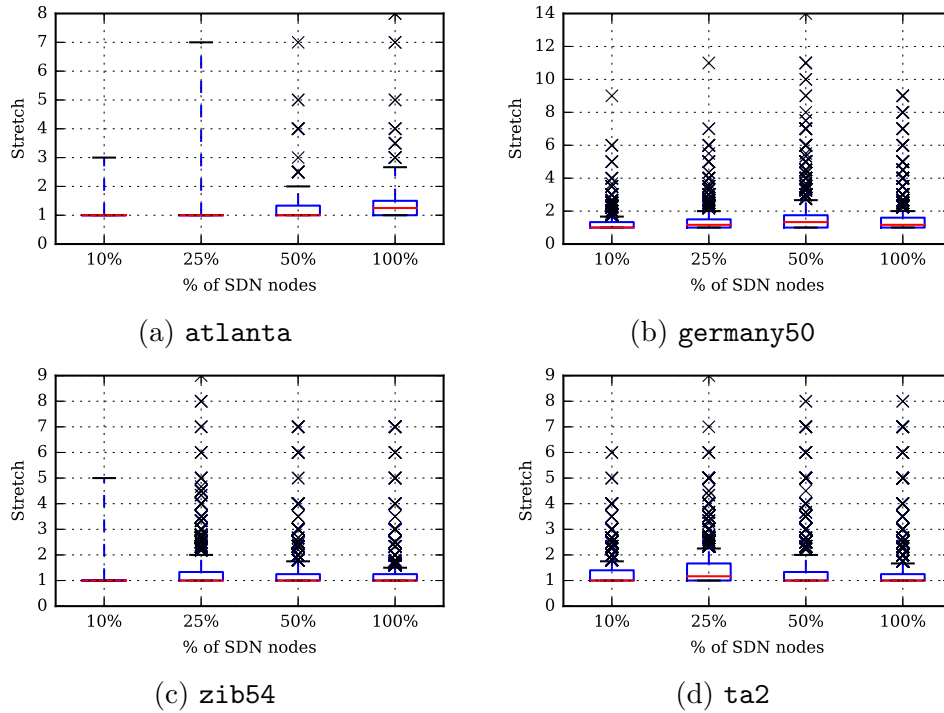 8
7
6
5
4
3
2
1
0
Stretch
10% 25% 50% 100%
% of SDN nodes
(a) atlanta
14
12
10
8
6
4
2
0
Stretch
10% 25% 50% 100%
% of SDN nodes
(b) germany50
9
8
7
6
5
4
3
2
1
0
Stretch
10% 25% 50% 100%
% of SDN nodes
(c) zib54
9
8
7
6
5
4
3
2
1
0
Stretch
10% 25% 50% 100%
% of SDN nodes
(d) ta2